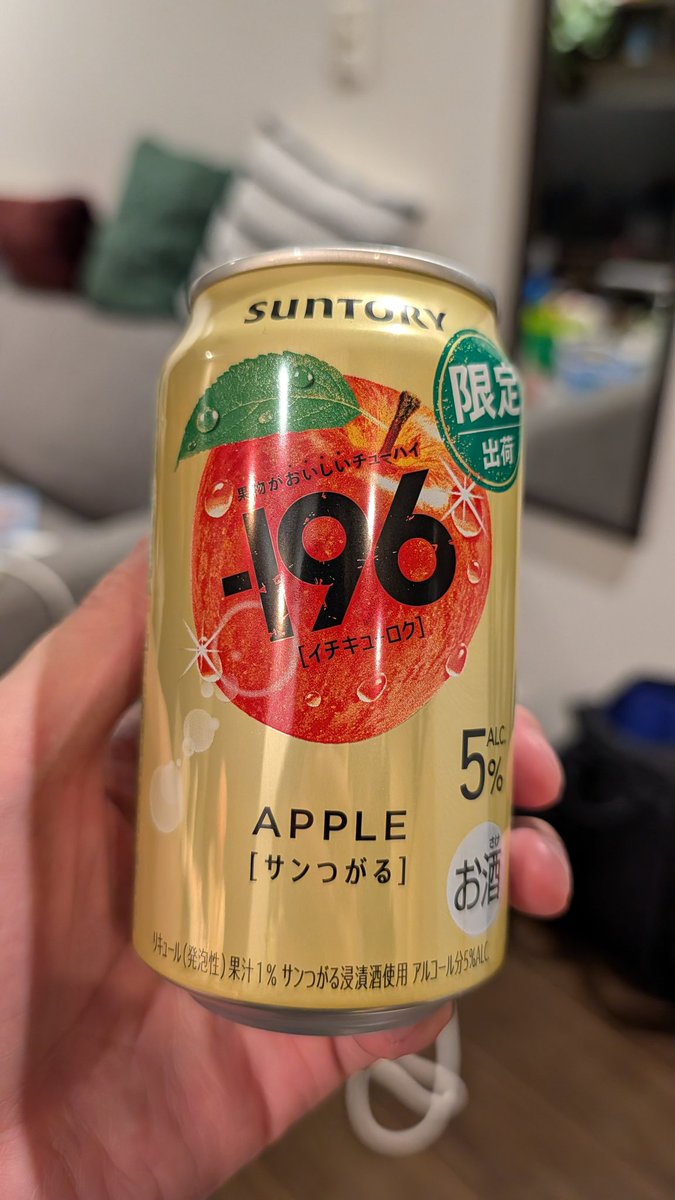 SUNTORY
限定
出荷
果物がおいしいチューハイ
-196
[イチキューロク]
ALC.
5%
APPLE
[サンつがる]
さけ
お酒
リキュール(発泡性)果汁1% サンつがる浸漬酒使用 アルコール分5%ALC.